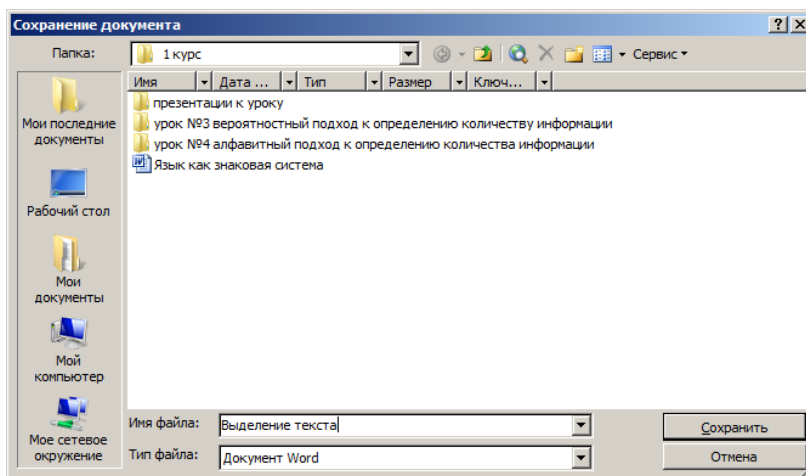 Сохранение документа
Папка:
1 курс
Сервис
Имя Дата ... Тип Размер Ключ...
презентации к уроку
урок №3 вероятностный подход к определению количеству информации
урок №4 алфавитный подход к определению количества информации
Язык как знаковая система
Мои последние
документы
Рабочий стол
Мои
документы
Мой
компьютер
Мое сетевое
окружение
Имя файла: Выделение текста
Сохранить
Тип файла: Документ Word
Отмена